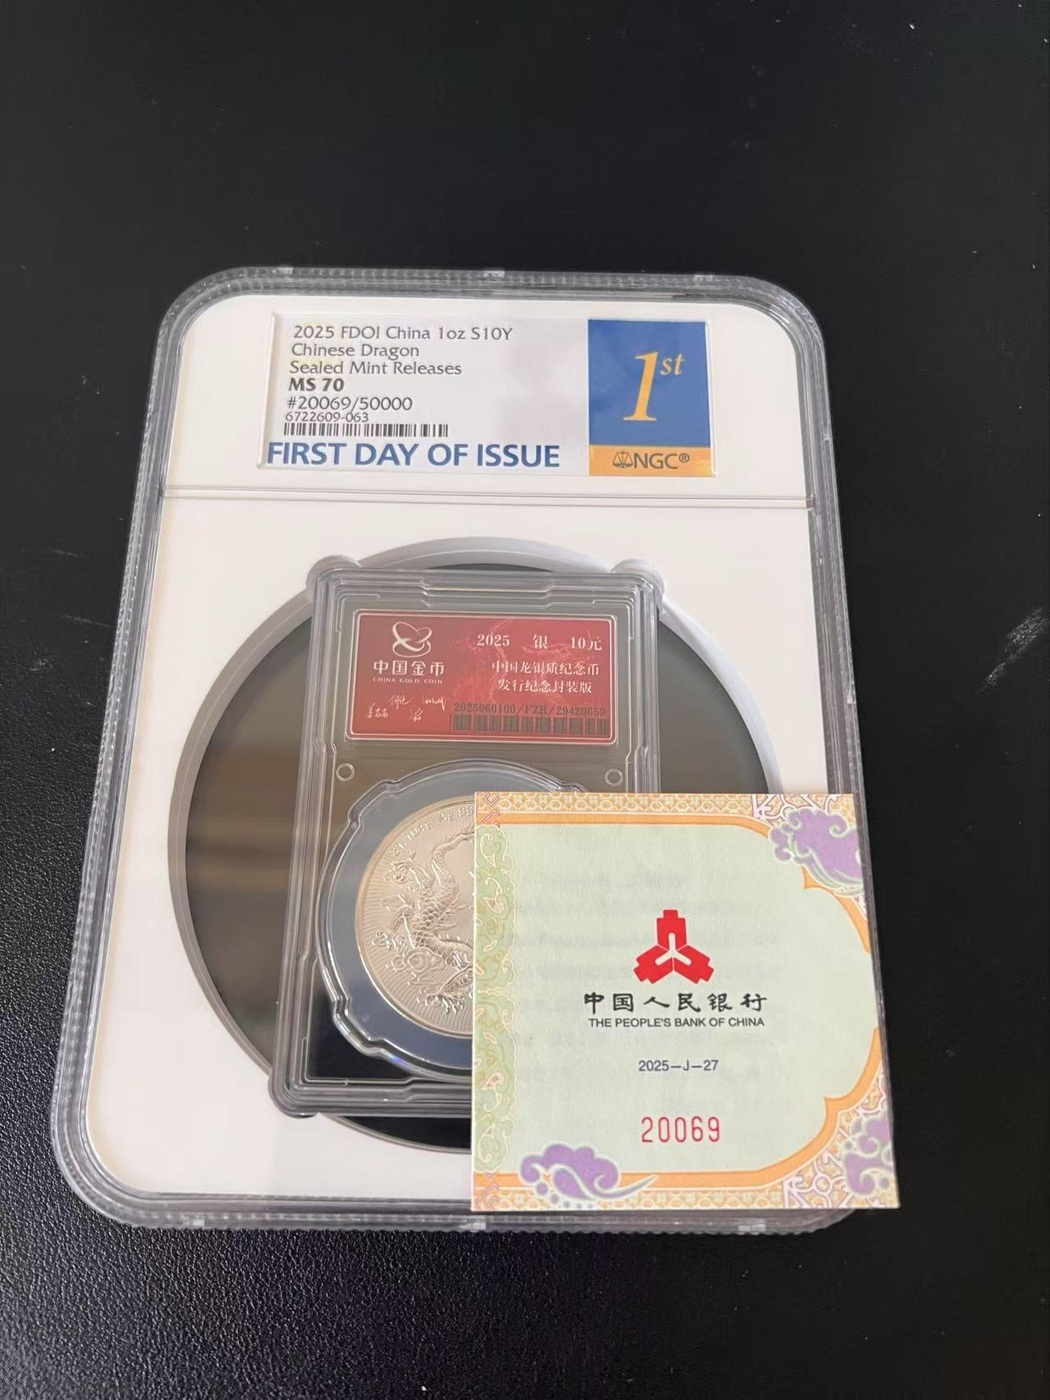 2025 FDOI China 1oz S10Y
Chinese Dragon
Sealed Mint Releases
MS 70
#20069/50000
6722609-063
FIRST DAY OF ISSUE
1st
NGC®
中国金币
CHINA GOLD COIN
2025 银 10元
中国龙银质纪念币
发行纪念封装版
2025060100/FZB/29420659
中国人民银行
THE PEOPLE'S BANK OF CHINA
2025-J-27
20069